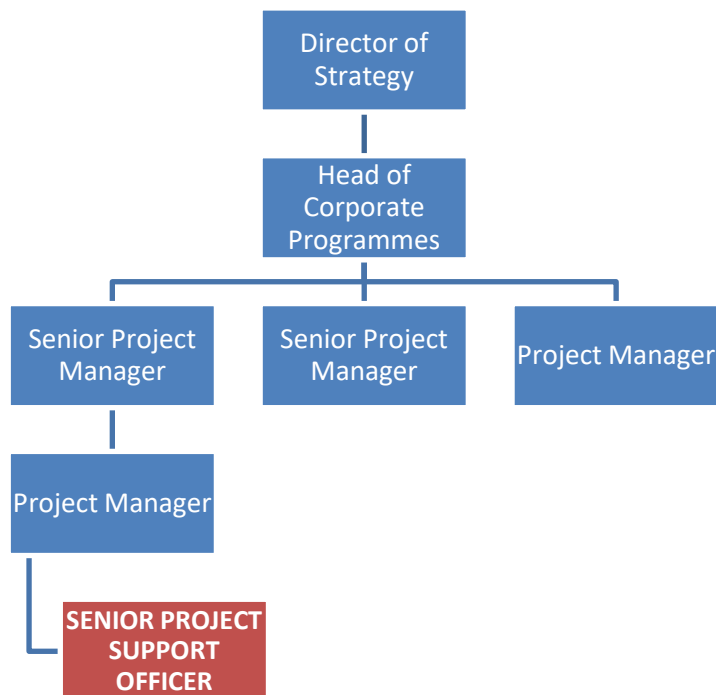 Director of
Strategy
Head of
Corporate
Programmes
Senior Project
Manager
Senior Project
Manager
Project Manager
Project Manager
SENIOR PROJECT
SUPPORT
OFFICER